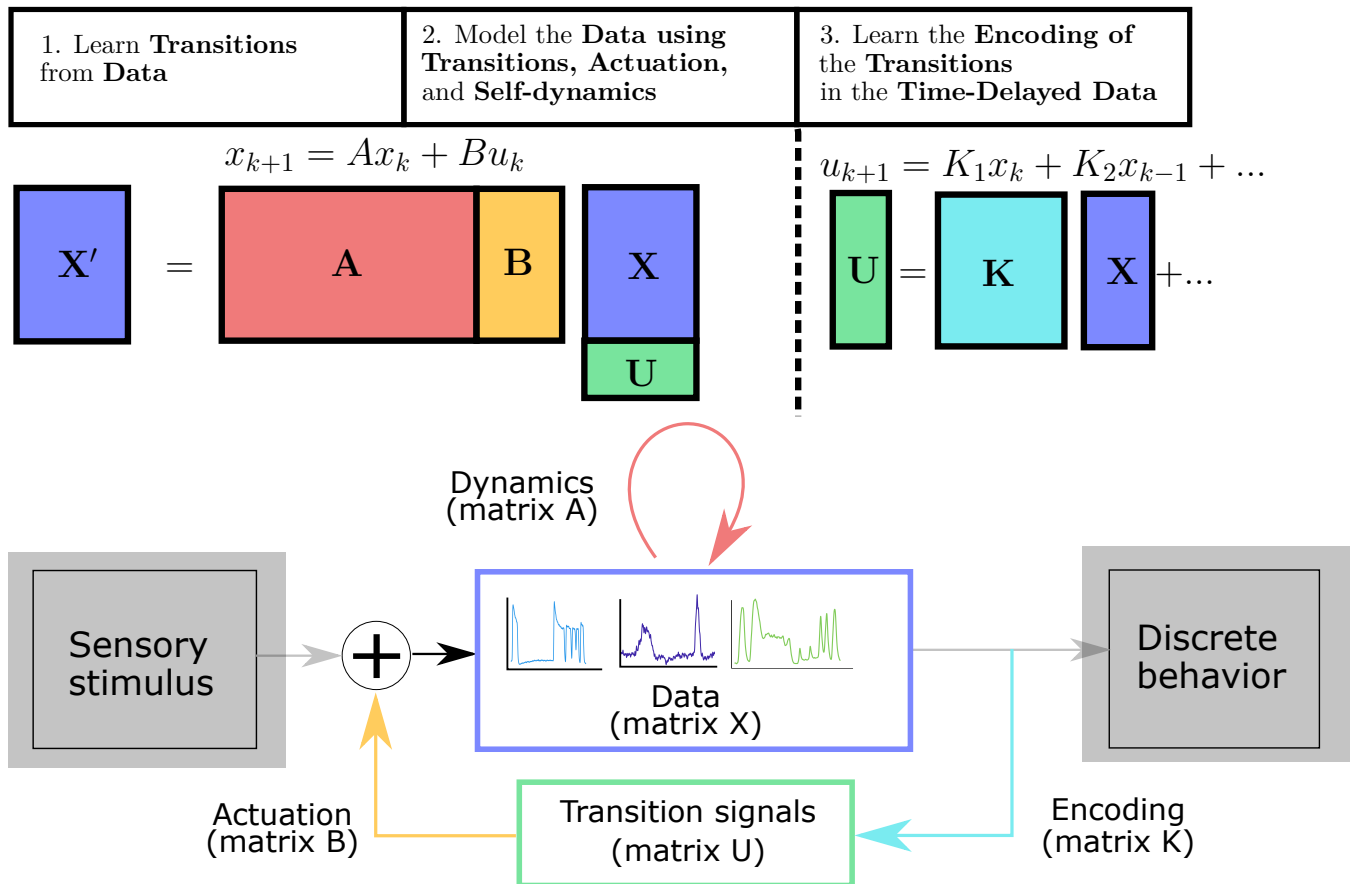 1. Learn Transitions
from Data
2. Model the Data using
Transitions, Actuation,
and Self-dynamics
3. Learn the Encoding of
the Transitions
in the Time-Delayed Data
x_{k+1} = Ax_k + Bu_k
u_{k+1} = K_1x_k + K_2x_{k-1} + ...
X′ = A B X
U
U = K X +...
Dynamics
(matrix A)
Sensory
stimulus
+
Data
(matrix X)
Discrete
behavior
Actuation
(matrix B)
Transition signals
(matrix U)
Encoding
(matrix K)